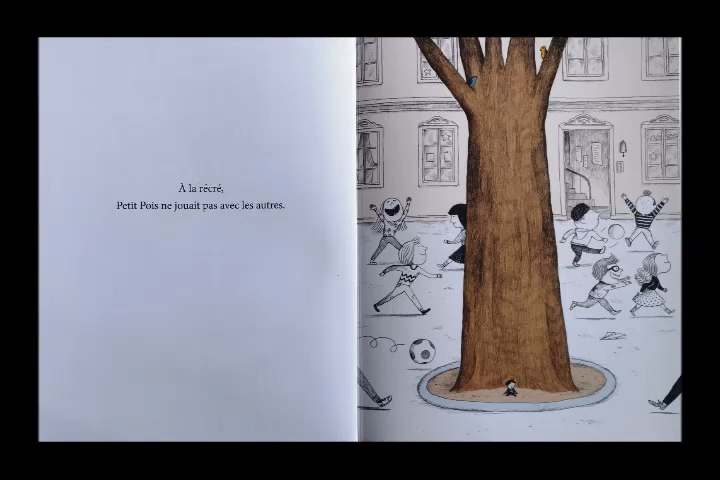 À la récré,
Petit Pois ne jouait pas avec les autres.